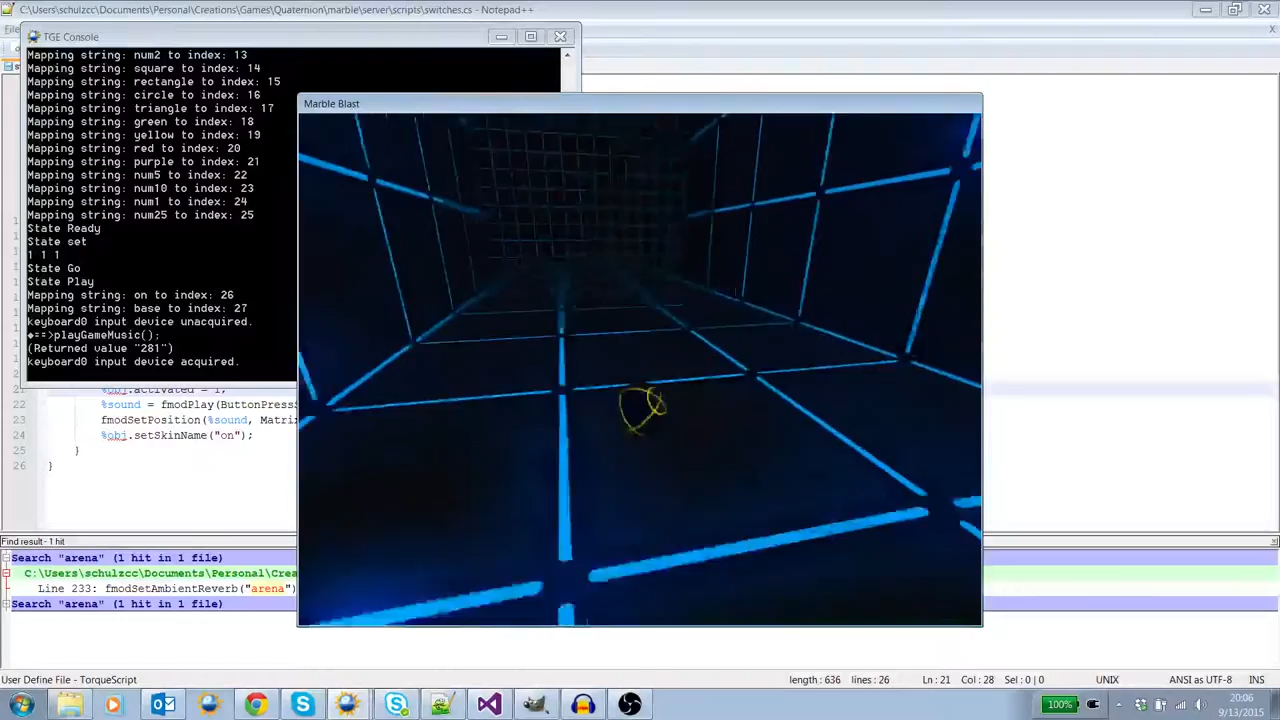 C:\Users\schulzcc\Documents\Personal\Creations\Games\Quaternion\marble\server\scripts\switches.cs - Notepad++
TGE Console
Mapping string: num2 to index: 13
Mapping string: square to index: 14
Mapping string: rectangle to index: 15
Mapping string: circle to index: 16
Mapping string: triangle to index: 17
Mapping string: green to index: 18
Mapping string: yellow to index: 19
Mapping string: red to index: 20
Mapping string: purple to index: 21
Mapping string: num5 to index: 22
Mapping string: num10 to index: 23
Mapping string: num1 to index: 24
Mapping string: num25 to index: 25
State Ready
State set
1 1 1
State Go
State Play
Mapping string: on to index: 26
Mapping string: base to index: 27
keyboard0 input device unacquired.
==>playGameMusic();
(Returned value "281")
keyboard0 input device acquired.
Marble Blast
21 %obj.activated = 1;
22 %sound = fmodPlay(ButtonPressS
23 fmodSetPosition(%sound, Matrix
24 %obj.setSkinName("on");
25 }
26 }
Find result - 1 hit
Search "arena" (1 hit in 1 file)
C:\Users\schulzcc\Documents\Personal\Crea
Line 233: fmodSetAmbientReverb("arena")
Search "arena" (1 hit in 1 file)
User Define File - TorqueScript
length : 636 lines : 26
Ln : 21 Col : 28 Sel : 0 | 0
UNIX
ANSI as UTF-8
INS
100%
20:06
9/13/2015